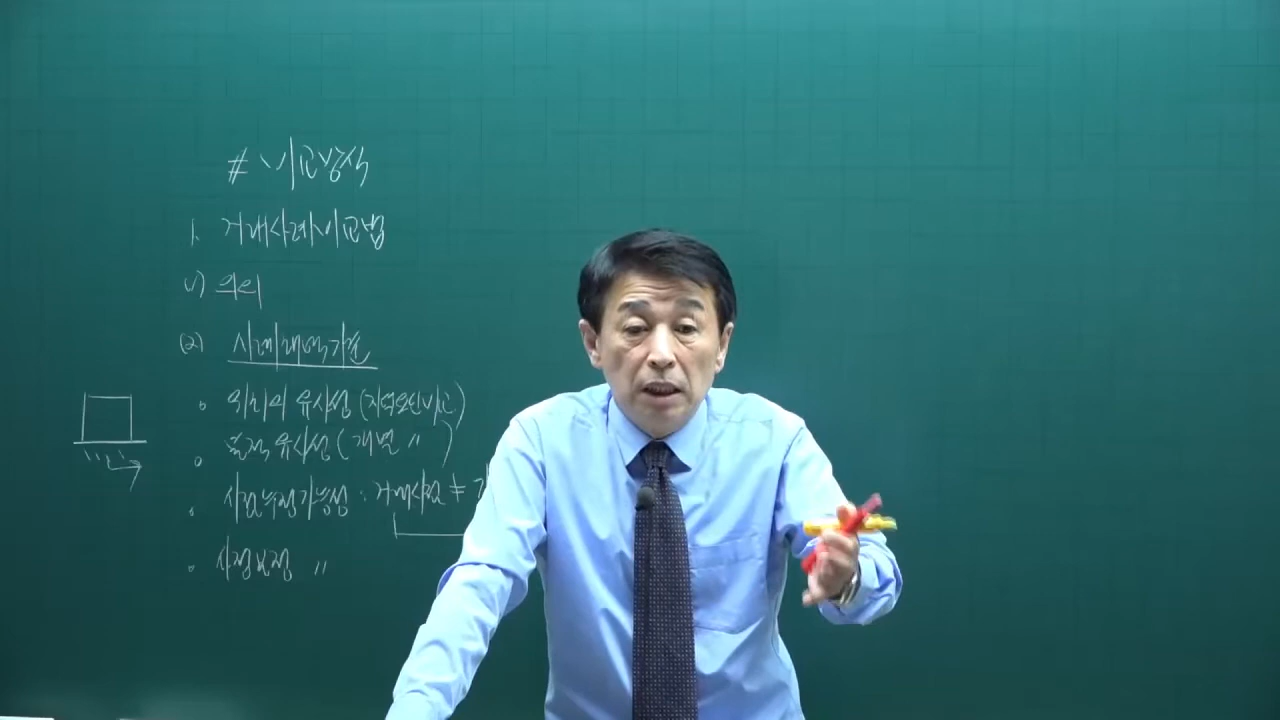 # 비교방식
1. 거래사례비교법
(1) 의의
(2) 사례선택기준
위치의 유사성 (지역요인비교)
물적 유사성 (개별 〃 )
시점수정가능성 : 거래시점 ≠
사정보정 〃